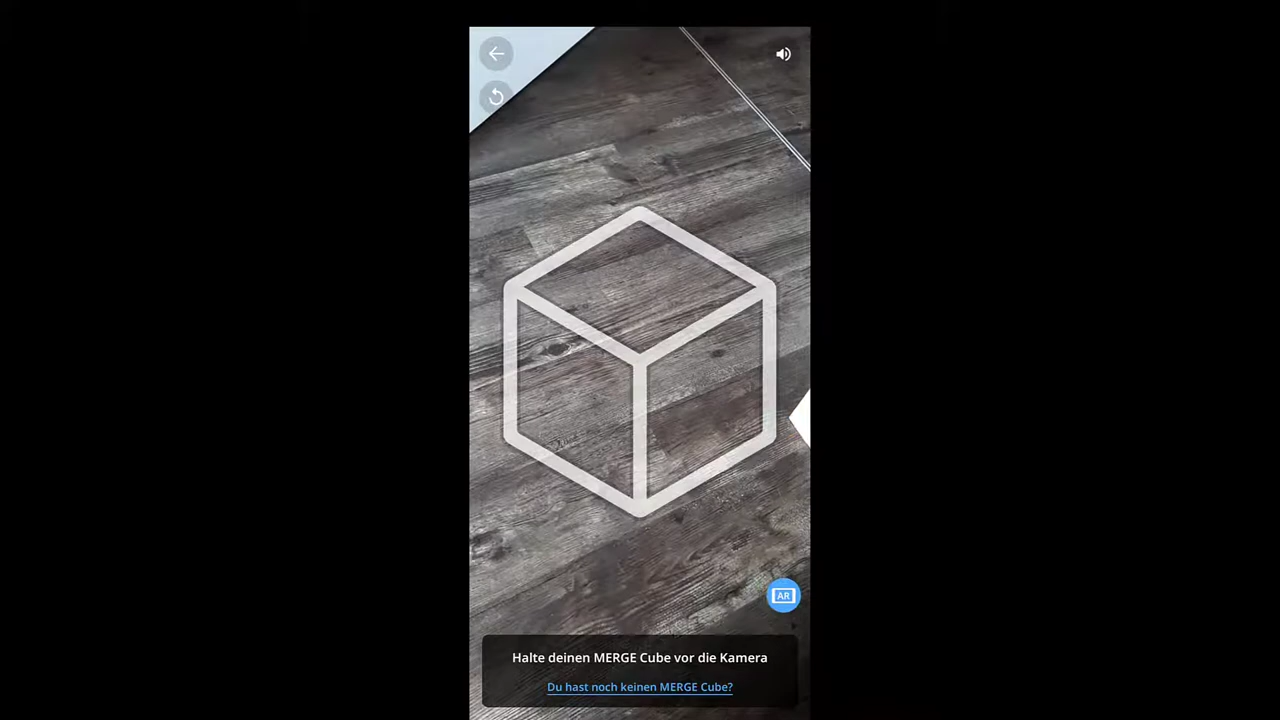 AR
Halte deinen MERGE Cube vor die Kamera
Du hast noch keinen MERGE Cube?